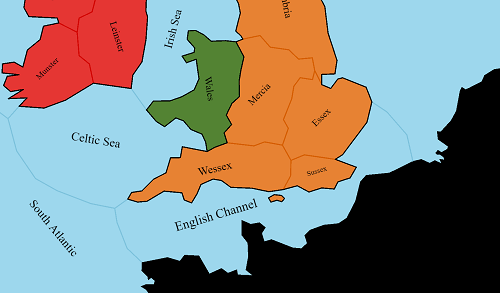 mbria
Irish Sea
Leinster
Munster
Wales
Mercia
Essex
Celtic Sea
Wessex
Sussex
English Channel
South Atlantic